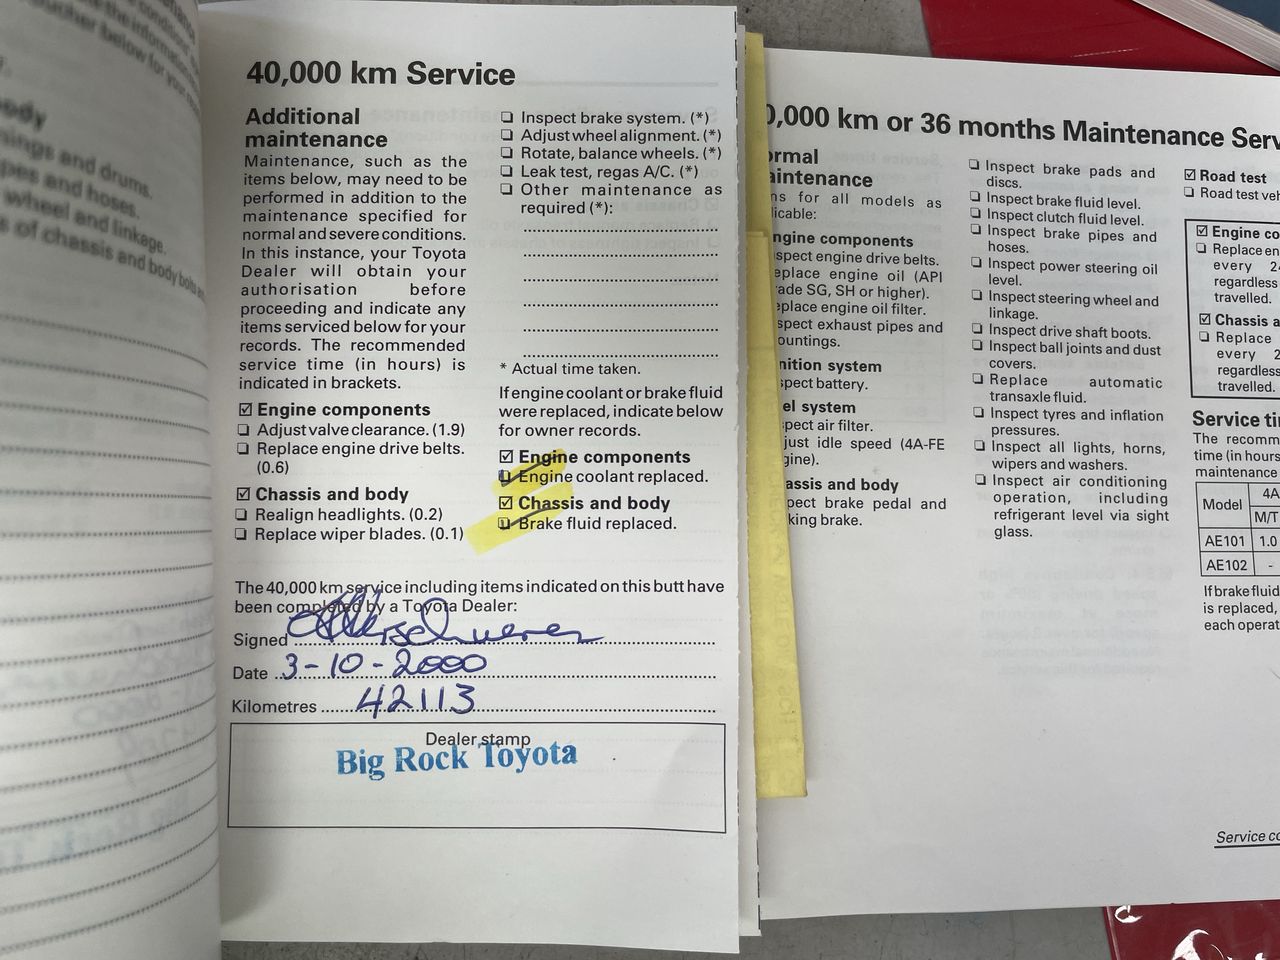 40,000 km Service
Additional
maintenance
Maintenance, such as the
items below, may need to be
performed in addition to the
maintenance specified for
normal and severe conditions.
In this instance, your Toyota
Dealer will obtain your
authorisation before
proceeding and indicate any
items serviced below for your
records. The recommended
service time (in hours) is
indicated in brackets.
☑ Engine components
❏ Adjust valve clearance. (1.9)
❏ Replace engine drive belts.
(0.6)
☑ Chassis and body
❏ Realign headlights. (0.2)
❏ Replace wiper blades. (0.1)
❏ Inspect brake system. (*)
❏ Adjust wheel alignment. (*)
❏ Rotate, balance wheels. (*)
❏ Leak test, regas A/C. (*)
❏ Other maintenance as
required (*):
* Actual time taken.
If engine coolant or brake fluid
were replaced, indicate below
for owner records.
☑ Engine components
❏ Engine coolant replaced.
☑ Chassis and body
❏ Brake fluid replaced.
The 40,000 km service including items indicated on this butt have
been completed by a Toyota Dealer:
Signed
Date 3-10-2000
Kilometres 42113
Dealer stamp
Big Rock Toyota
0,000 km or 36 months Maintenance Serv
ormal
aintenance
ms for all models as
licable:
ngine components
spect engine drive belts.
eplace engine oil (API
rade SG, SH or higher).
eplace engine oil filter.
spect exhaust pipes and
ountings.
nition system
spect battery.
el system
spect air filter.
just idle speed (4A-FE
gine).
assis and body
pect brake pedal and
king brake.
❏ Inspect brake pads and
discs.
❏ Inspect brake fluid level.
❏ Inspect clutch fluid level.
❏ Inspect brake pipes and
hoses.
❏ Inspect power steering oil
level.
❏ Inspect steering wheel and
linkage.
❏ Inspect drive shaft boots.
❏ Inspect ball joints and dust
covers.
❏ Replace automatic
transaxle fluid.
❏ Inspect tyres and inflation
pressures.
❏ Inspect all lights, horns,
wipers and washers.
❏ Inspect air conditioning
operation, including
refrigerant level via sight
glass.
☑ Road test
❏ Road test veh
☑ Engine co
❏ Replace en
every 2
regardless
travelled.
☑ Chassis a
❏ Replace
every 2
regardless
travelled.
Service ti
The recomm
time (in hours
maintenance
Model 4A
M/T
AE101 1.0
AE102 -
If brake fluid
is replaced,
each operat
Service co